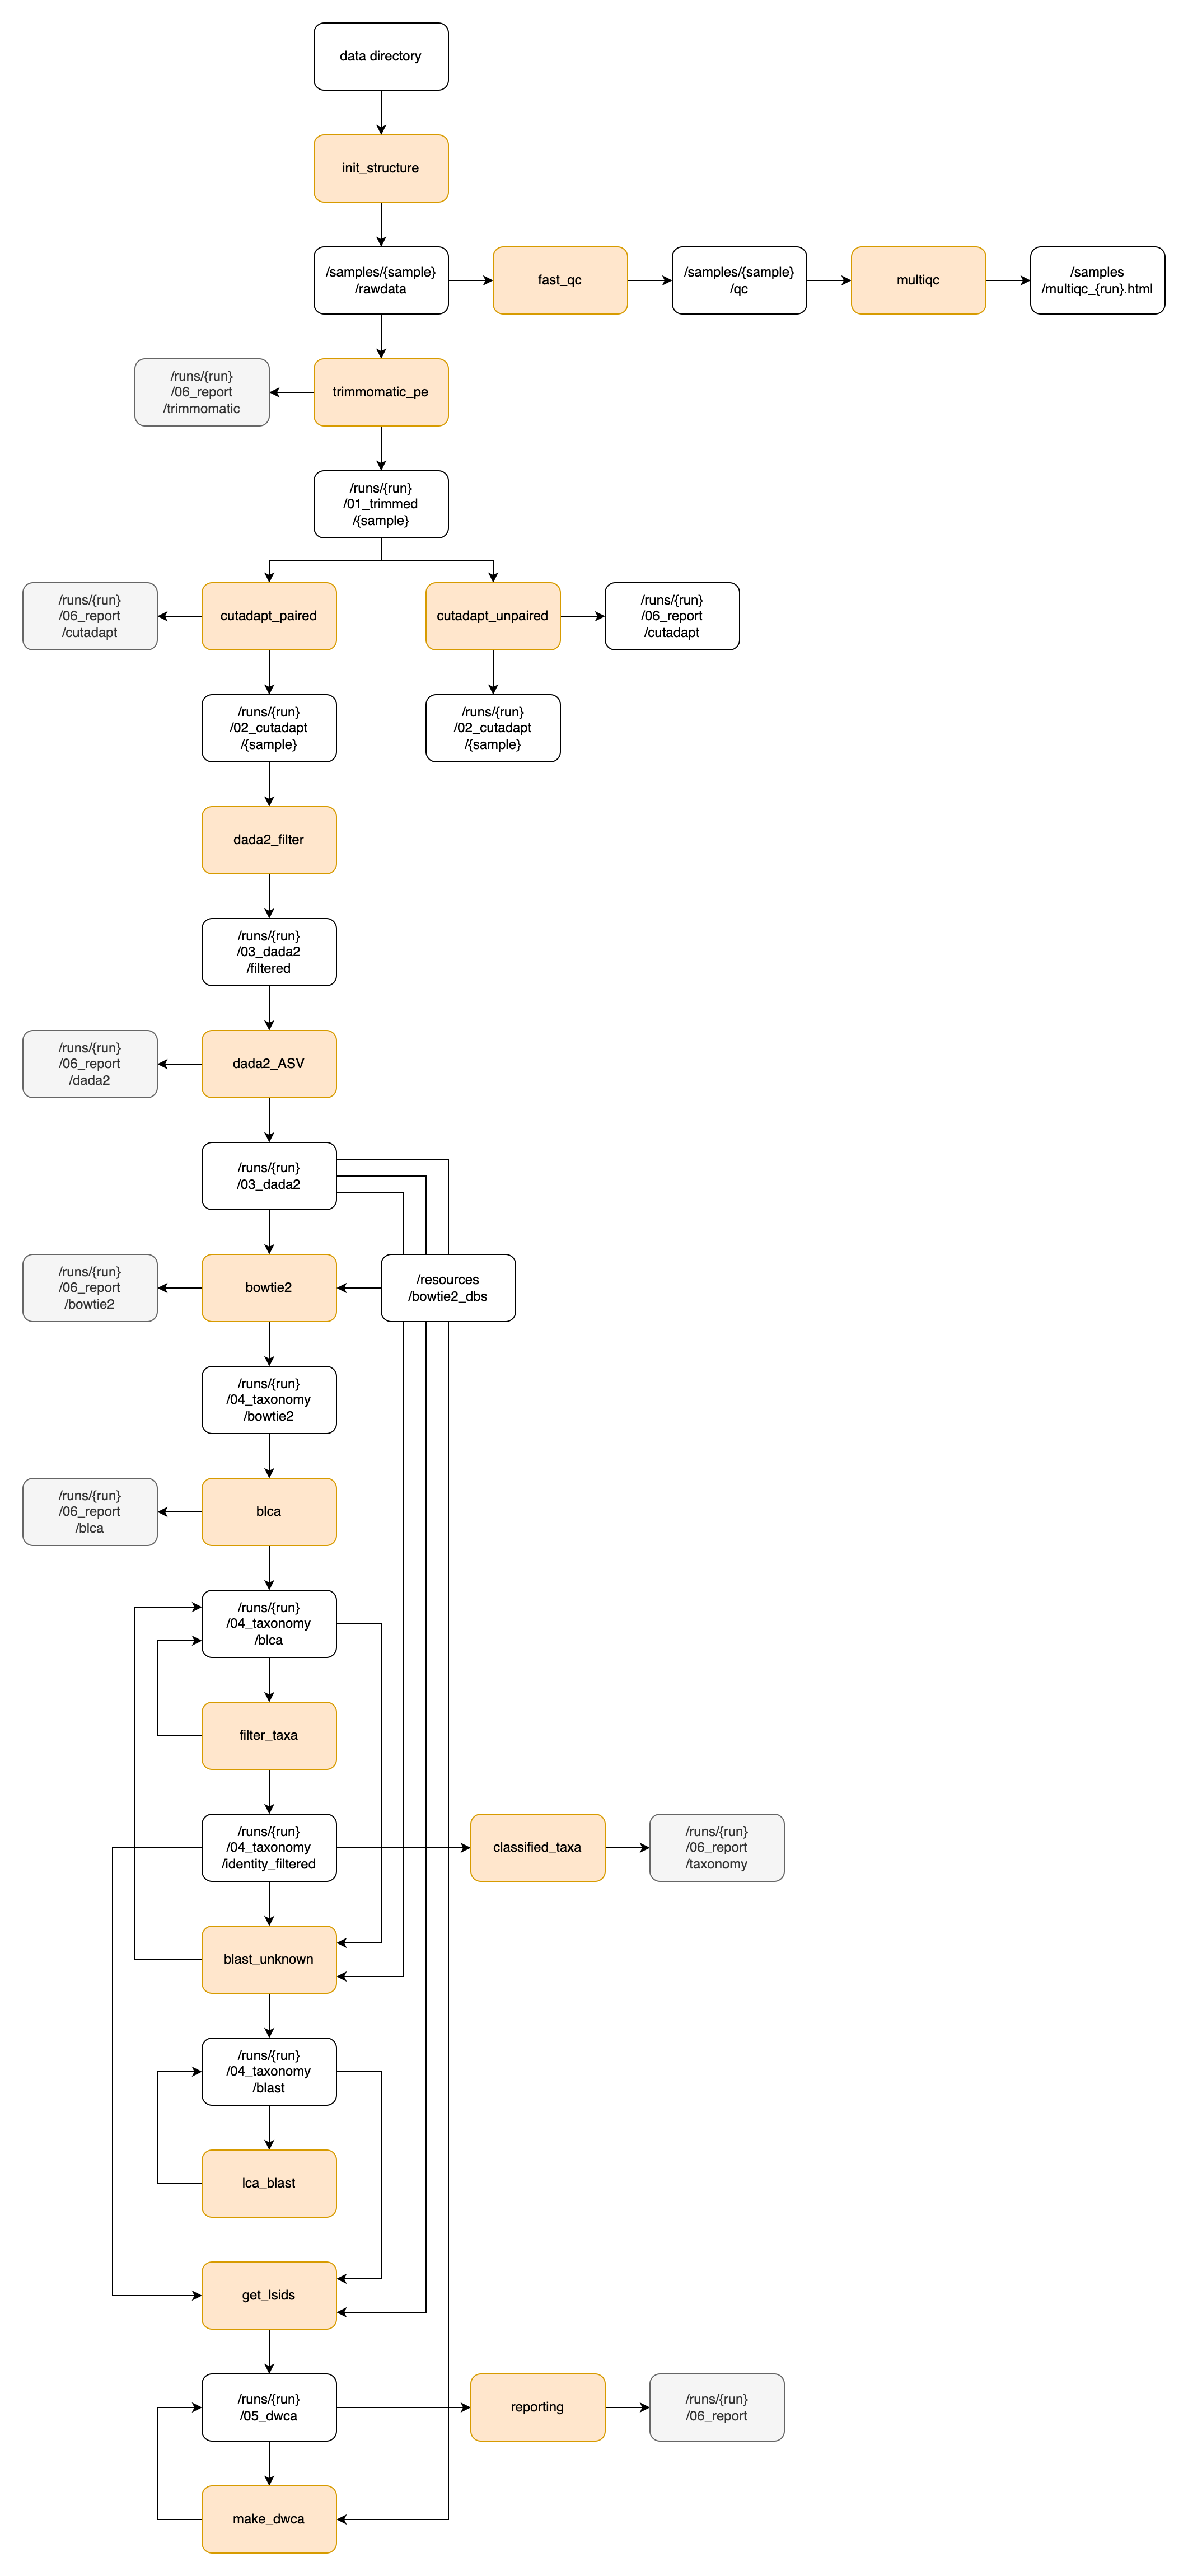 data directory
init_structure
/samples/{sample}
/rawdata
fast_qc
/samples/{sample}
/qc
multiqc
/samples
/multiqc_{run}.html
/runs/{run}
/06_report
/trimmomatic
trimmomatic_pe
/runs/{run}
/01_trimmed
/{sample}
/runs/{run}
/06_report
/cutadapt
cutadapt_paired
cutadapt_unpaired
/runs/{run}
/06_report
/cutadapt
/runs/{run}
/02_cutadapt
/{sample}
/runs/{run}
/02_cutadapt
/{sample}
dada2_filter
/runs/{run}
/03_dada2
/filtered
/runs/{run}
/06_report
/dada2
dada2_ASV
/runs/{run}
/03_dada2
/runs/{run}
/06_report
/bowtie2
bowtie2
/resources
/bowtie2_dbs
/runs/{run}
/04_taxonomy
/bowtie2
/runs/{run}
/06_report
/blca
blca
/runs/{run}
/04_taxonomy
/blca
filter_taxa
/runs/{run}
/04_taxonomy
/identity_filtered
classified_taxa
/runs/{run}
/06_report
/taxonomy
blast_unknown
/runs/{run}
/04_taxonomy
/blast
lca_blast
get_lsids
/runs/{run}
/05_dwca
reporting
/runs/{run}
/06_report
make_dwca